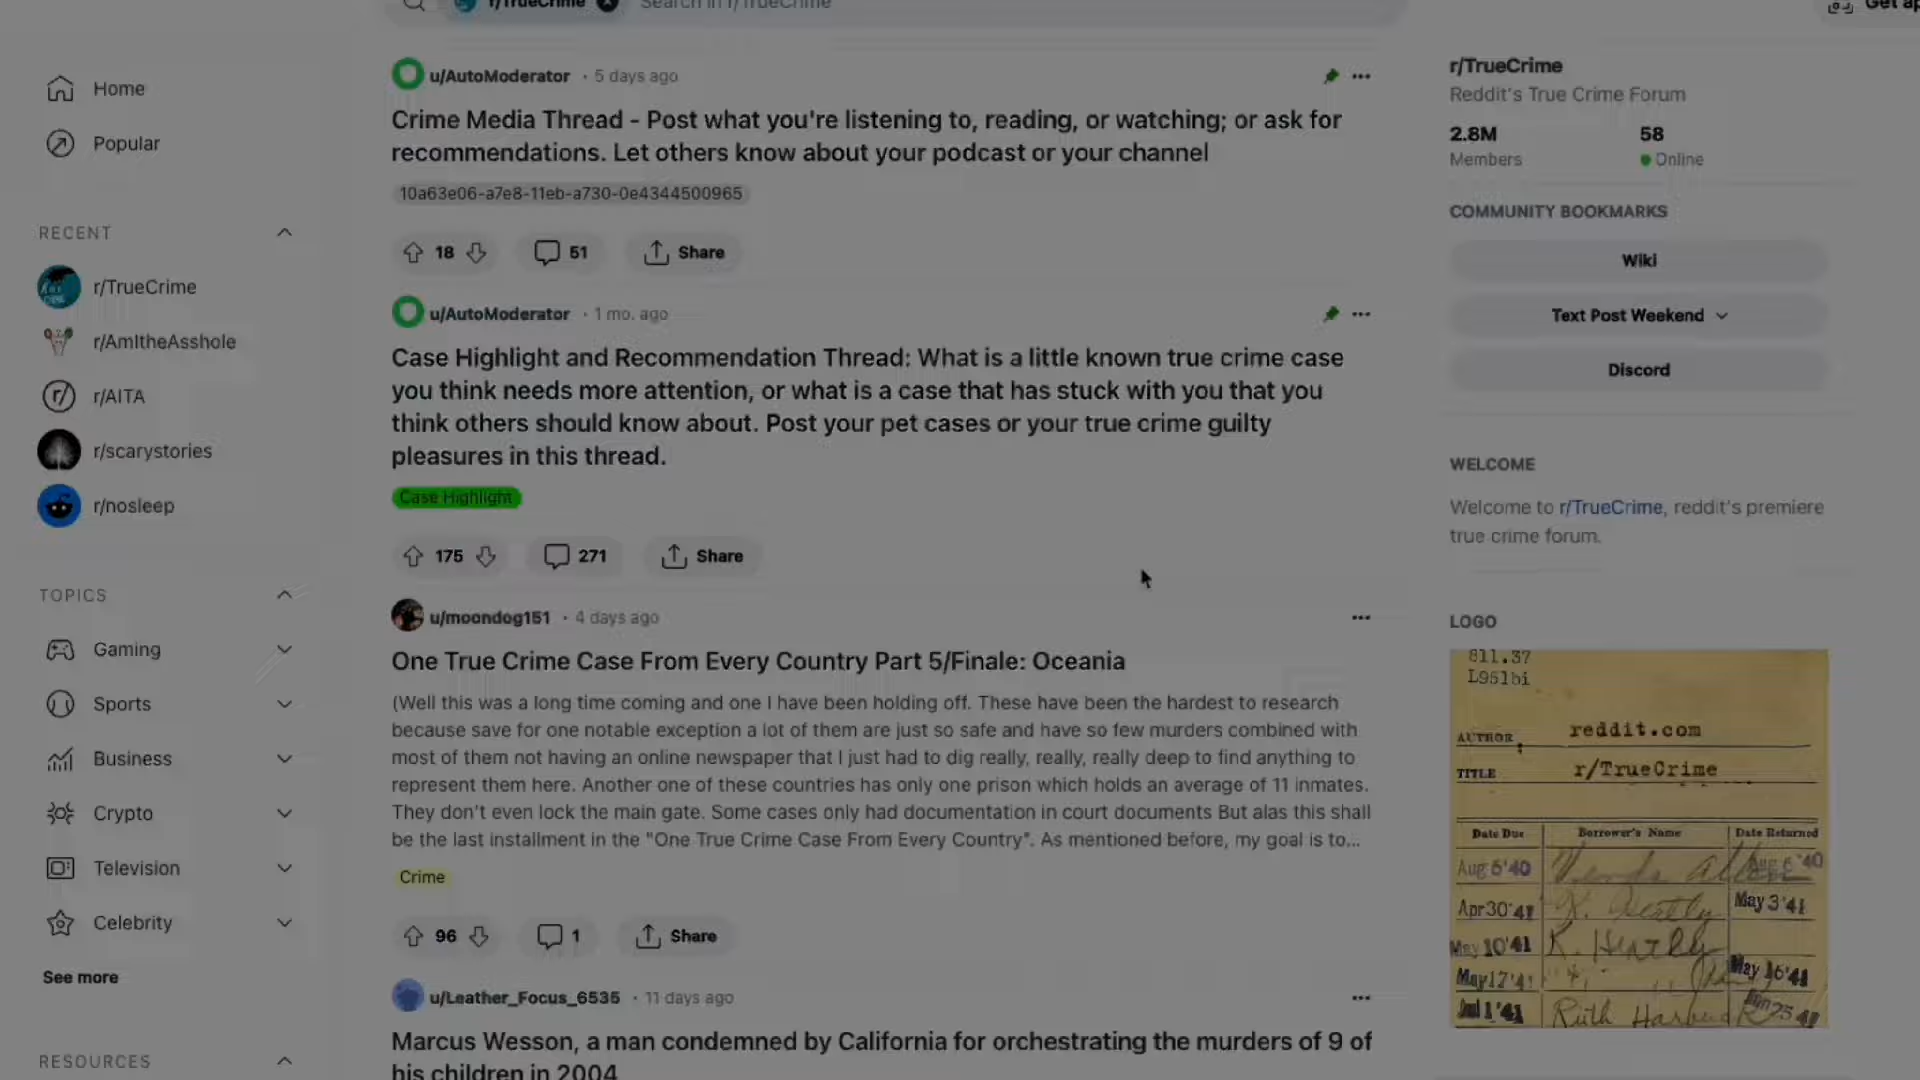 r/TrueCrime
Search in r/TrueCrime
Home
Popular
RECENT
r/TrueCrime
r/AmItheAsshole
r/AITA
r/scarystories
r/nosleep
TOPICS
Gaming
Sports
Business
Crypto
Television
Celebrity
See more
RESOURCES
u/AutoModerator · 5 days ago
Crime Media Thread - Post what you're listening to, reading, or watching; or ask for
recommendations. Let others know about your podcast or your channel
10a63e06-a7e8-11eb-a730-0e4344500965
18 51 Share
u/AutoModerator · 1 mo. ago
Case Highlight and Recommendation Thread: What is a little known true crime case
you think needs more attention, or what is a case that has stuck with you that you
think others should know about. Post your pet cases or your true crime guilty
pleasures in this thread.
Case Highlight
175 271 Share
u/moondog151 · 4 days ago
One True Crime Case From Every Country Part 5/Finale: Oceania
(Well this was a long time coming and one I have been holding off. These have been the hardest to research
because save for one notable exception a lot of them are just so safe and have so few murders combined with
most of them not having an online newspaper that I just had to dig really, really, really deep to find anything to
represent them here. Another one of these countries has only one prison which holds an average of 11 inmates.
They don't even lock the main gate. Some cases only had documentation in court documents But alas this shall
be the last installment in the "One True Crime Case From Every Country". As mentioned before, my goal is to...
Crime
96 1 Share
u/Leather_Focus_6535 · 11 days ago
Marcus Wesson, a man condemned by California for orchestrating the murders of 9 of
his children in 2004
r/TrueCrime
Reddit's True Crime Forum
2.8M 58
Members Online
COMMUNITY BOOKMARKS
Wiki
Text Post Weekend
Discord
WELCOME
Welcome to r/TrueCrime, reddit's premiere
true crime forum.
LOGO
811.37
L951bi
AUTHOR reddit.com
TITLE r/TrueCrime
Date Due Borrower's Name Date Returned
Aug 6 '40
Apr 30 '41 May 3 '41
May 10 '41 K.
May 17 '41 May 16 '41
Jul 1 '41 Ruth